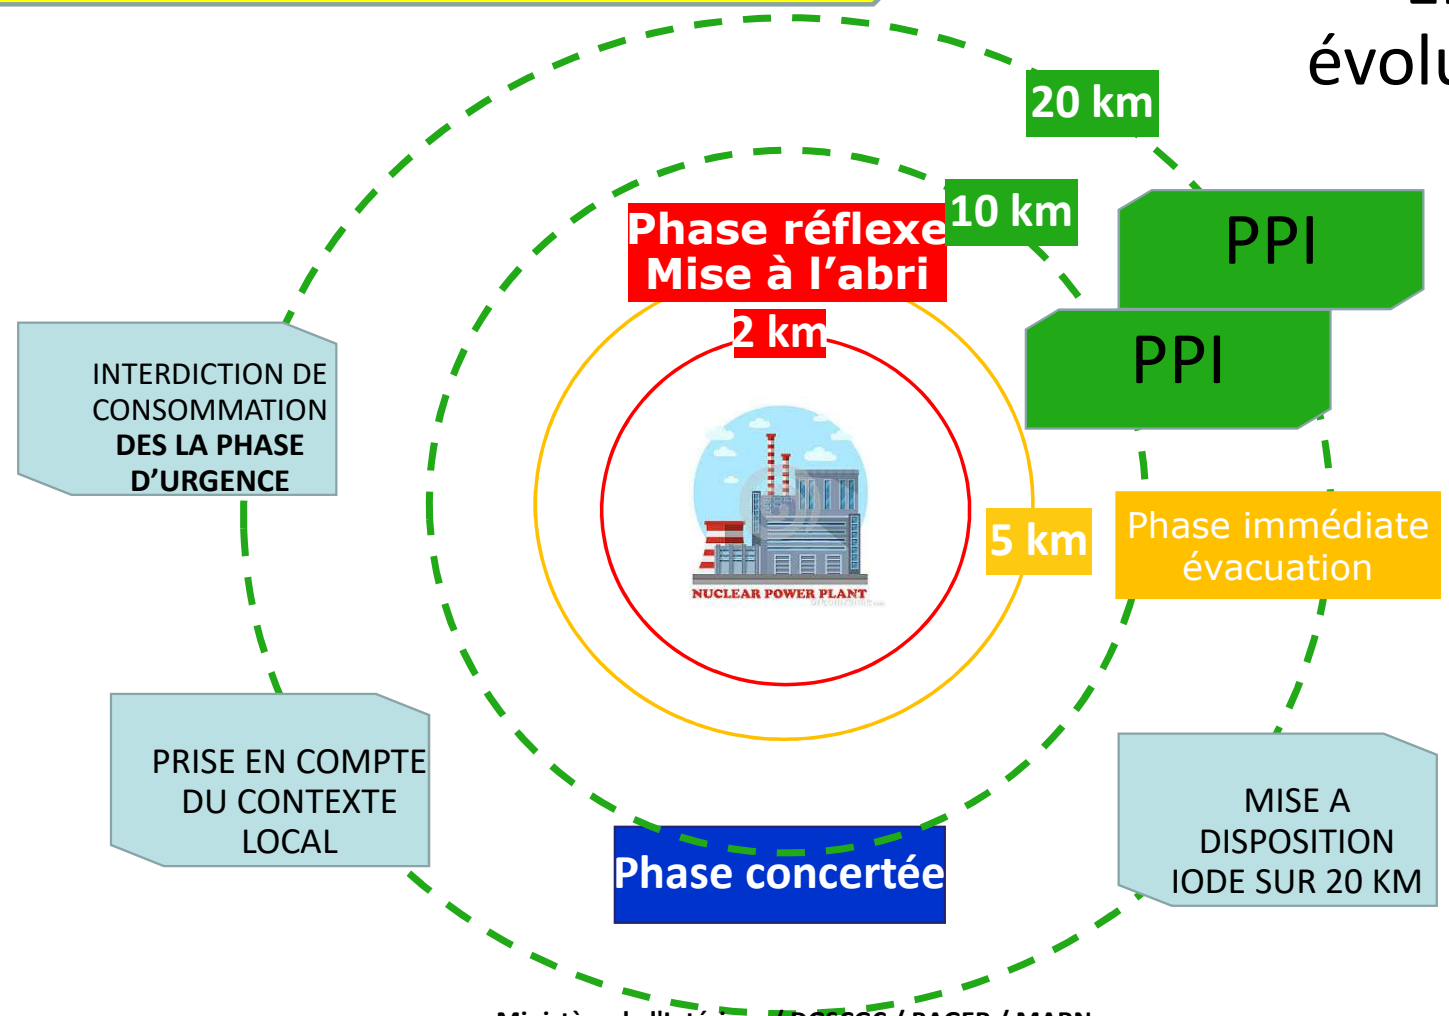 évolu
20 km
10 km
PPI
PPI
Phase réflexe
Mise à l’abri
2 km
INTERDICTION DE
CONSOMMATION
DES LA PHASE
D’URGENCE
NUCLEAR POWER PLANT
5 km
Phase immédiate
évacuation
PRISE EN COMPTE
DU CONTEXTE
LOCAL
Phase concertée
MISE A
DISPOSITION
IODE SUR 20 KM
/ MARN